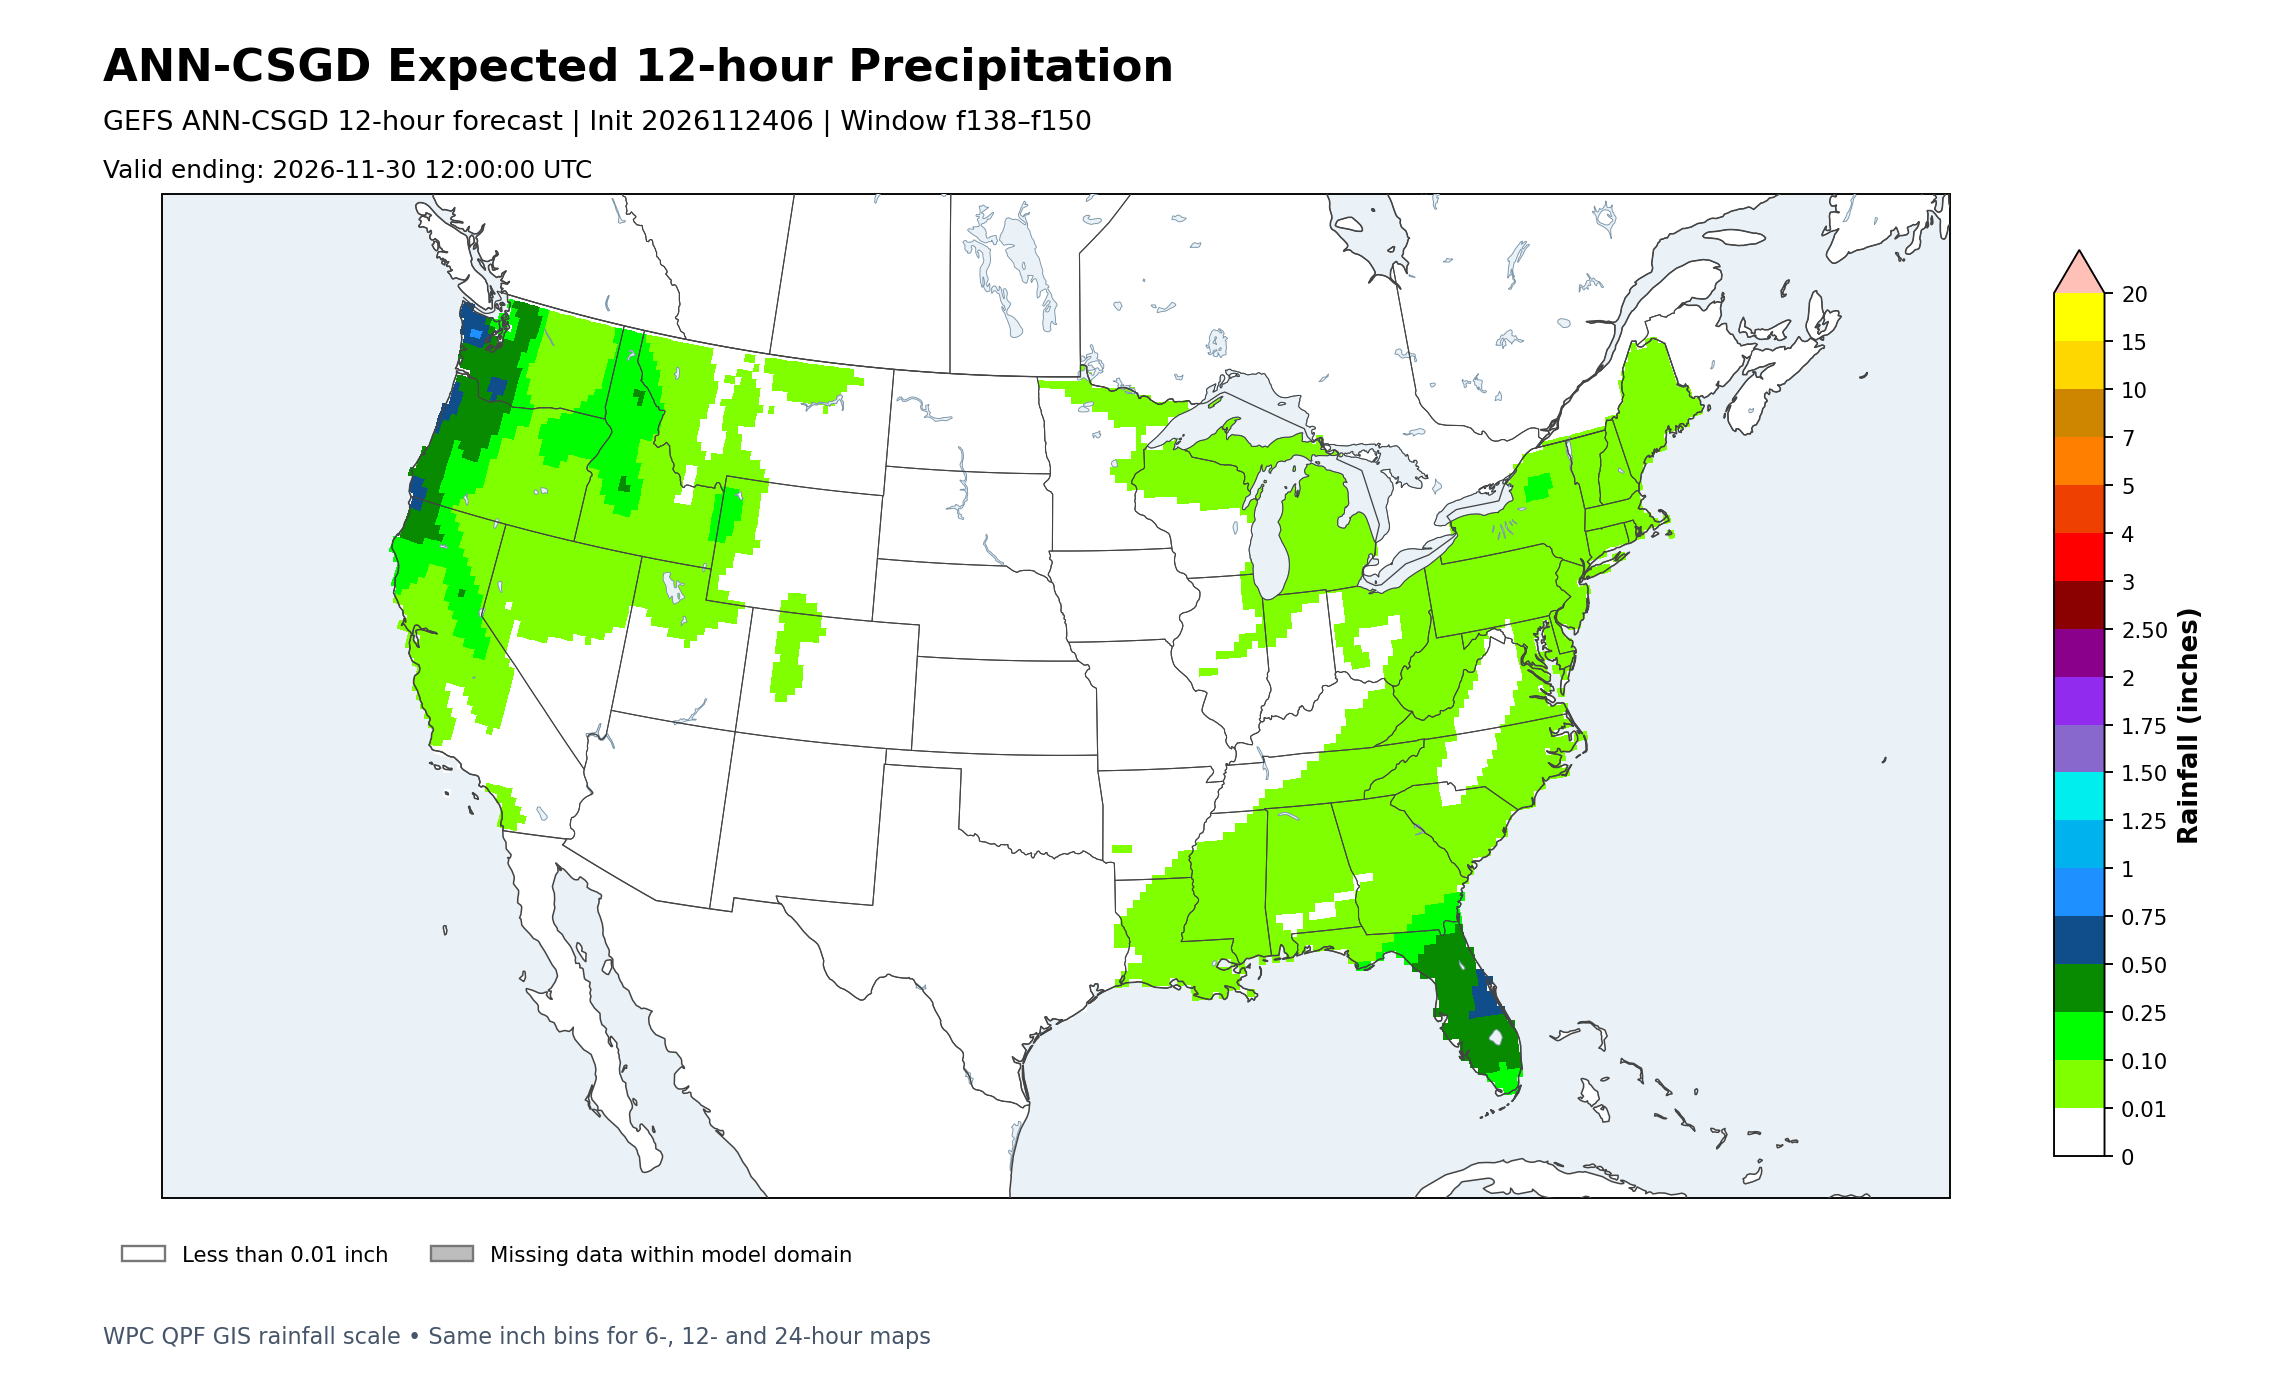 ANN-CSGD Expected 12-hour Precipitation
GEFS ANN-CSGD 12-hour forecast | Init 2026112406 | Window f138–f150
Valid ending: 2026-11-30 12:00:00 UTC
20
15
10
7
5
4
3
2.50
2
1.75
1.50
1.25
1
0.75
0.50
0.25
0.10
0.01
0
Rainfall (inches)
Less than 0.01 inch
Missing data within model domain
WPC QPF GIS rainfall scale • Same inch bins for 6-, 12- and 24-hour maps